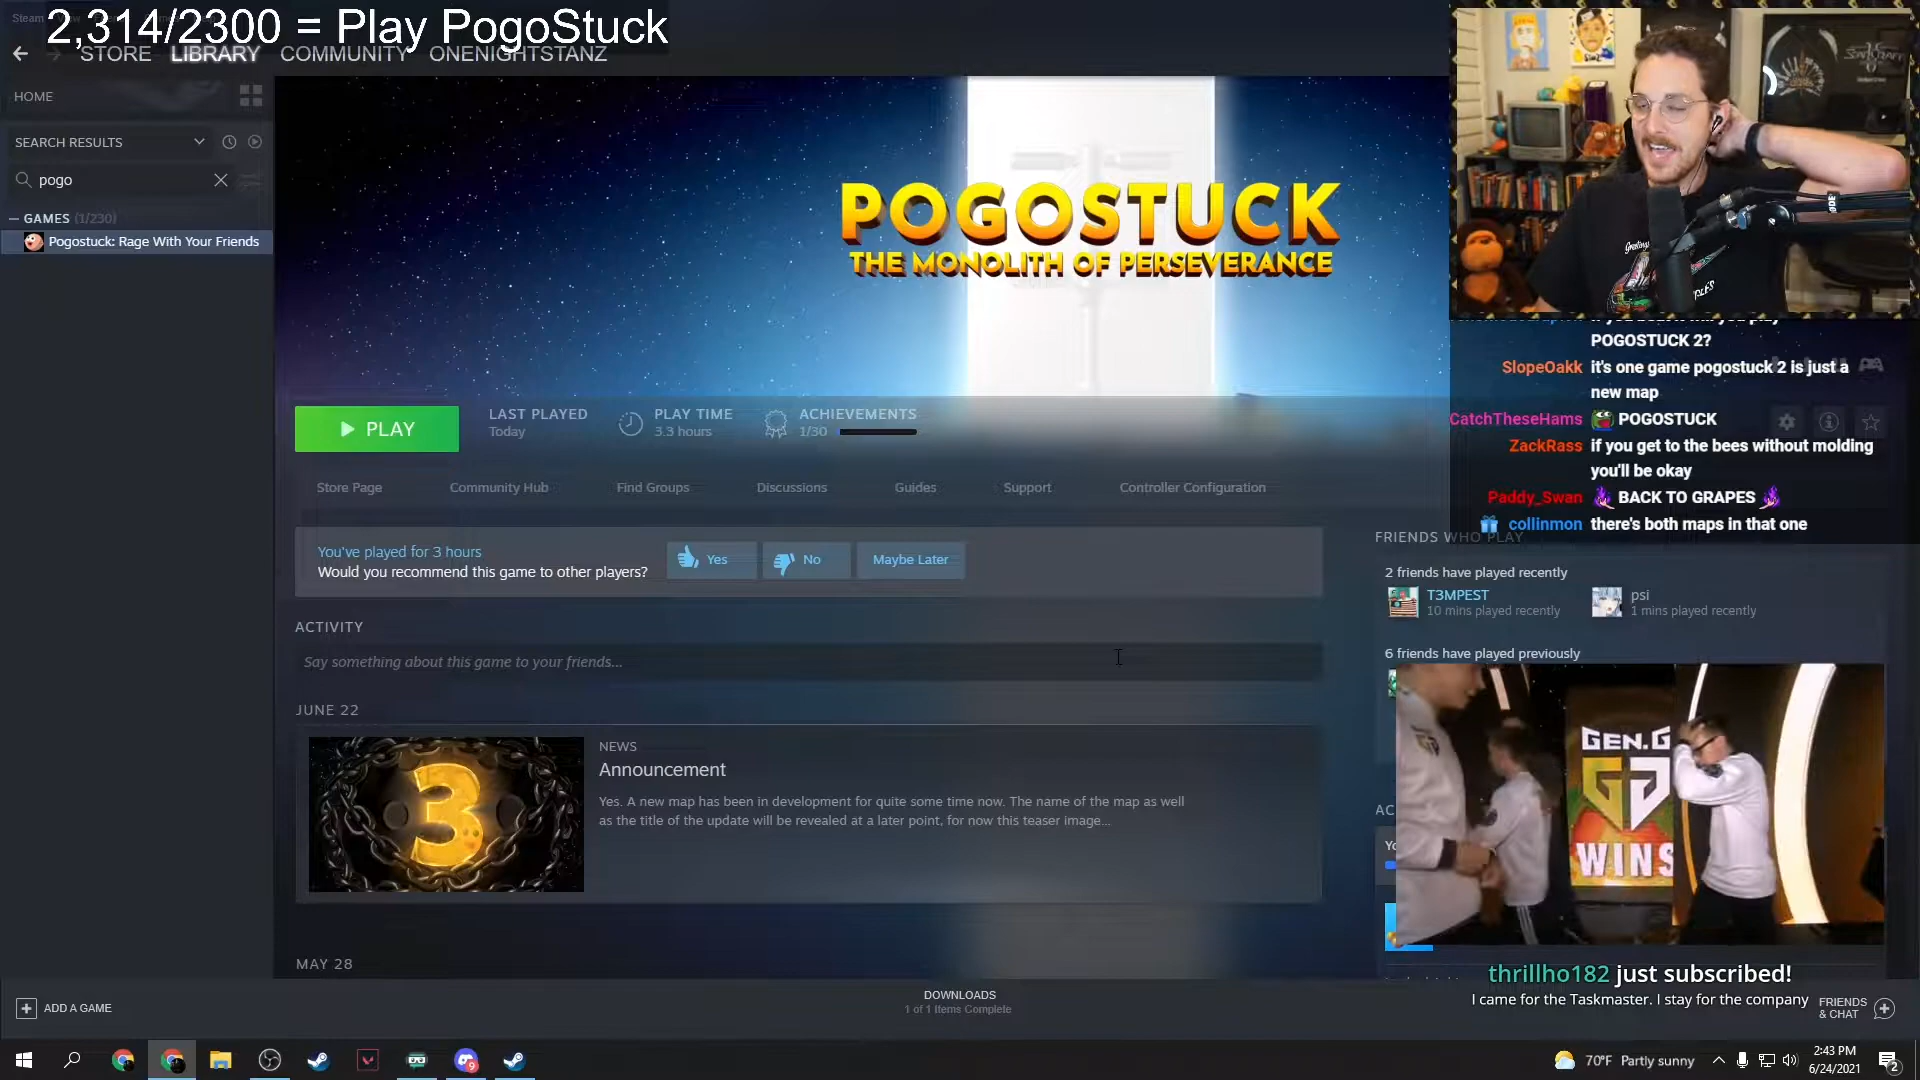 Steam
2,314/2300 = Play PogoStuck
STORE LIBRARY COMMUNITY ONENIGHTSTANZ
HOME
SEARCH RESULTS
pogo
GAMES (1/230)
Pogostuck: Rage With Your Friends
POGOSTUCK
THE MONOLITH OF PERSEVERANCE
PLAY
LAST PLAYED
Today
PLAY TIME
3.3 hours
ACHIEVEMENTS
1/30
Store Page Community Hub Find Groups Discussions Guides Support Controller Configuration
You've played for 3 hours
Would you recommend this game to other players?
Yes No Maybe Later
ACTIVITY
Say something about this game to your friends...
JUNE 22
3
NEWS
Announcement
Yes. A new map has been in development for quite some time now. The name of the map as well
as the title of the update will be revealed at a later point, for now this teaser image...
MAY 28
POGOSTUCK 2?
SlopeOakk it's one game pogostuck 2 is just a
new map
CatchTheseHams POGOSTUCK
ZackRass if you get to the bees without molding
you'll be okay
Paddy_Swan BACK TO GRAPES
collinmon there's both maps in that one
FRIENDS WHO PLAY
2 friends have played recently
T3MPEST
10 mins played recently
psi
1 mins played recently
6 friends have played previously
GEN.G
WINS
thrillho182 just subscribed!
I came for the Taskmaster. I stay for the company
ADD A GAME
DOWNLOADS
1 of 1 Items Complete
FRIENDS
& CHAT
70°F Partly sunny
2:43 PM
6/24/2021
9
2